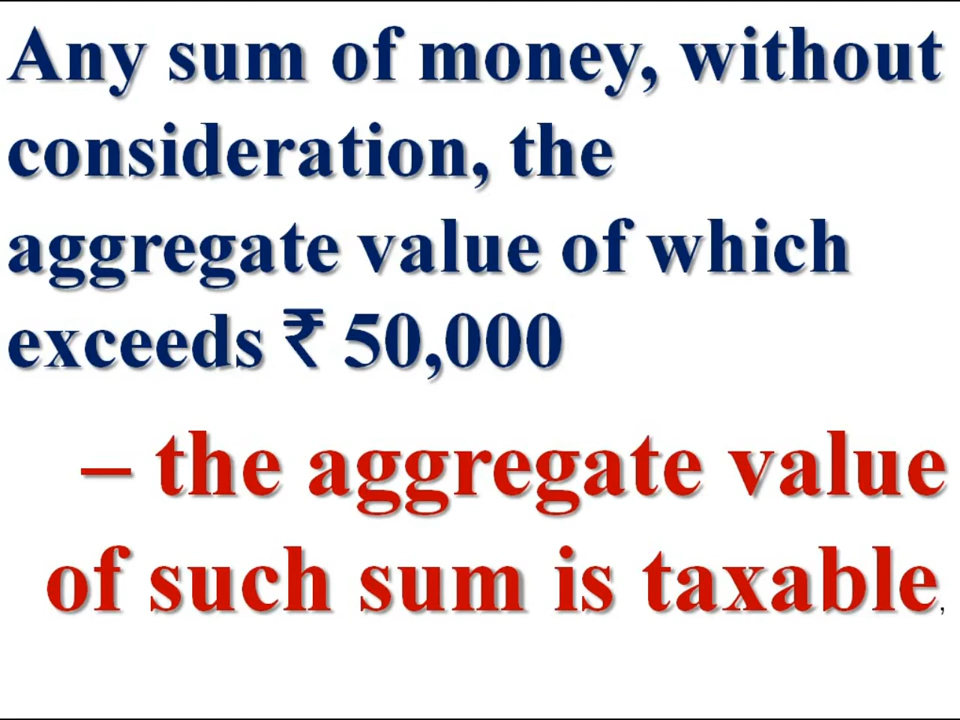 Any sum of money, without
consideration, the
aggregate value of which
exceeds ₹ 50,000
– the aggregate value
of such sum is taxable,